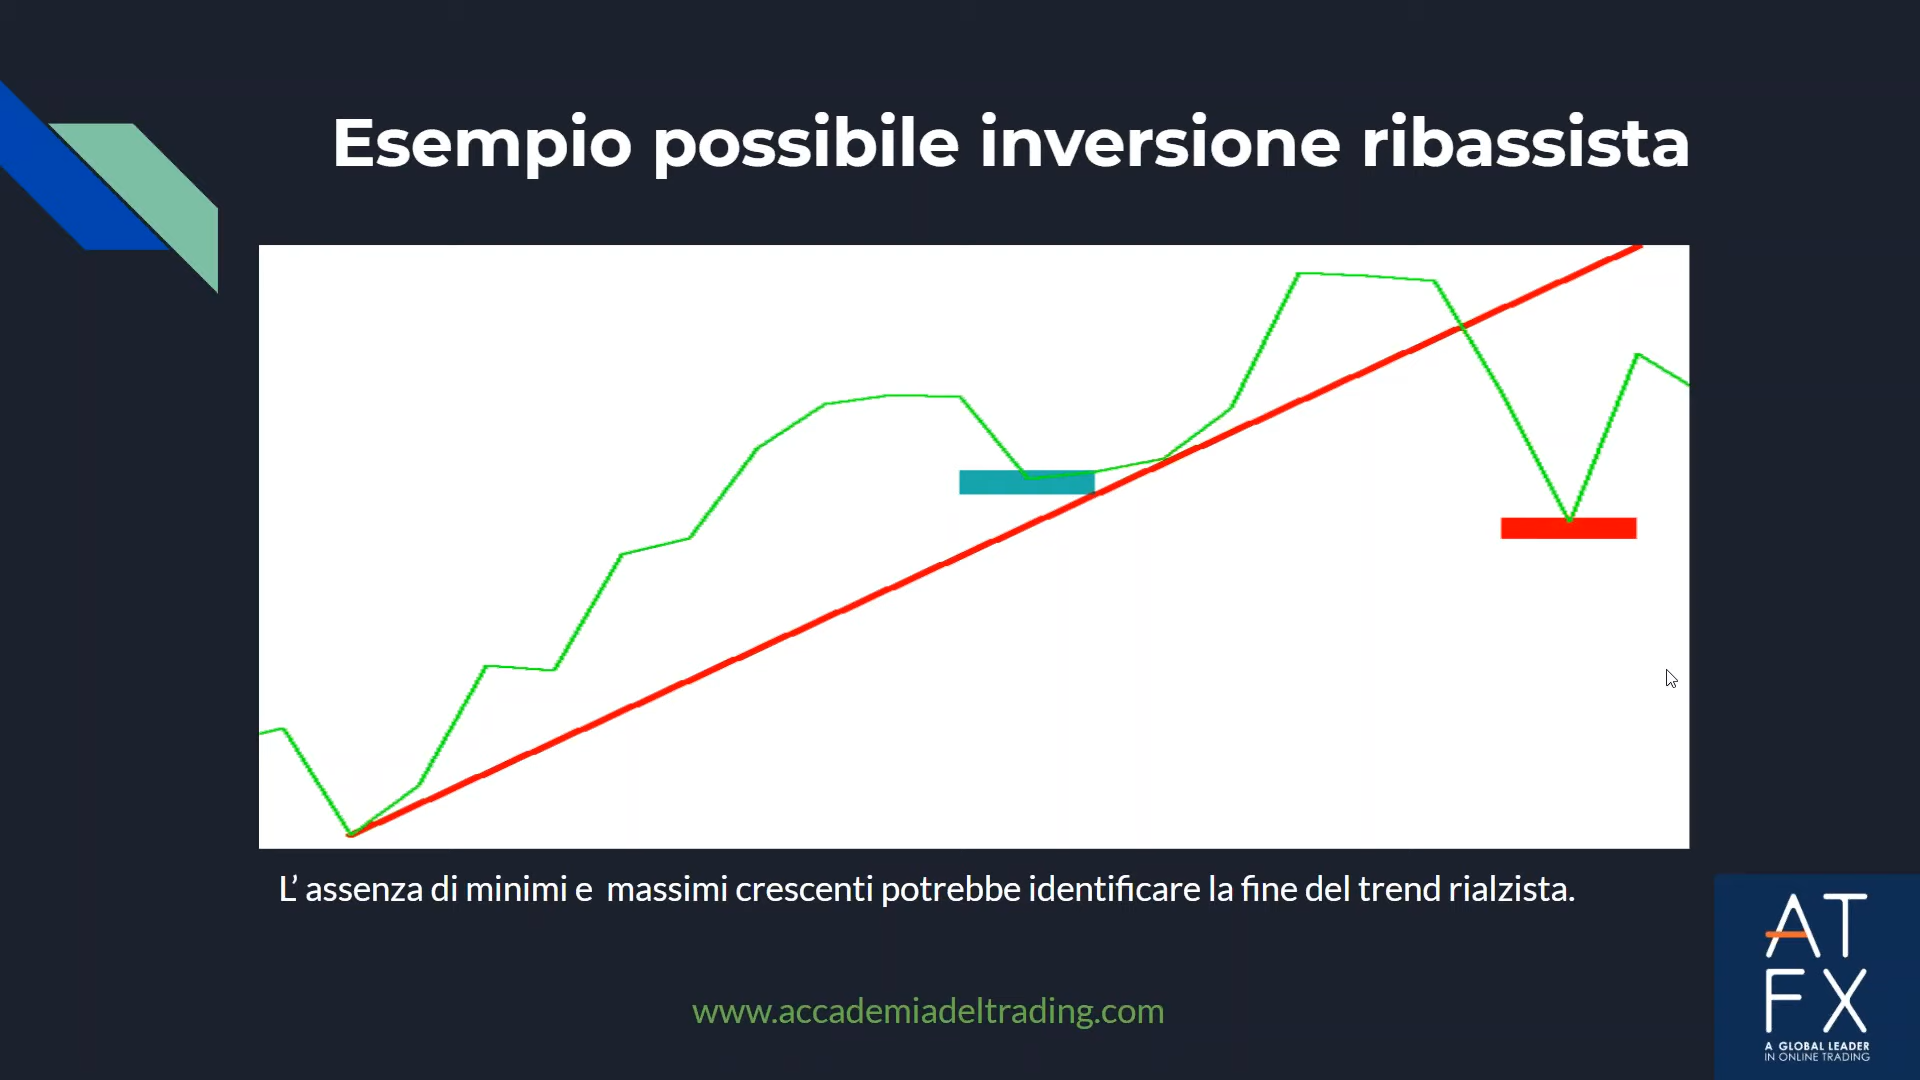 Esempio possibile inversione ribassista
L’ assenza di minimi e  massimi crescenti potrebbe identificare la fine del trend rialzista.
www.accademiadeltrading.com
AT
FX
A GLOBAL LEADER
IN ONLINE TRADING